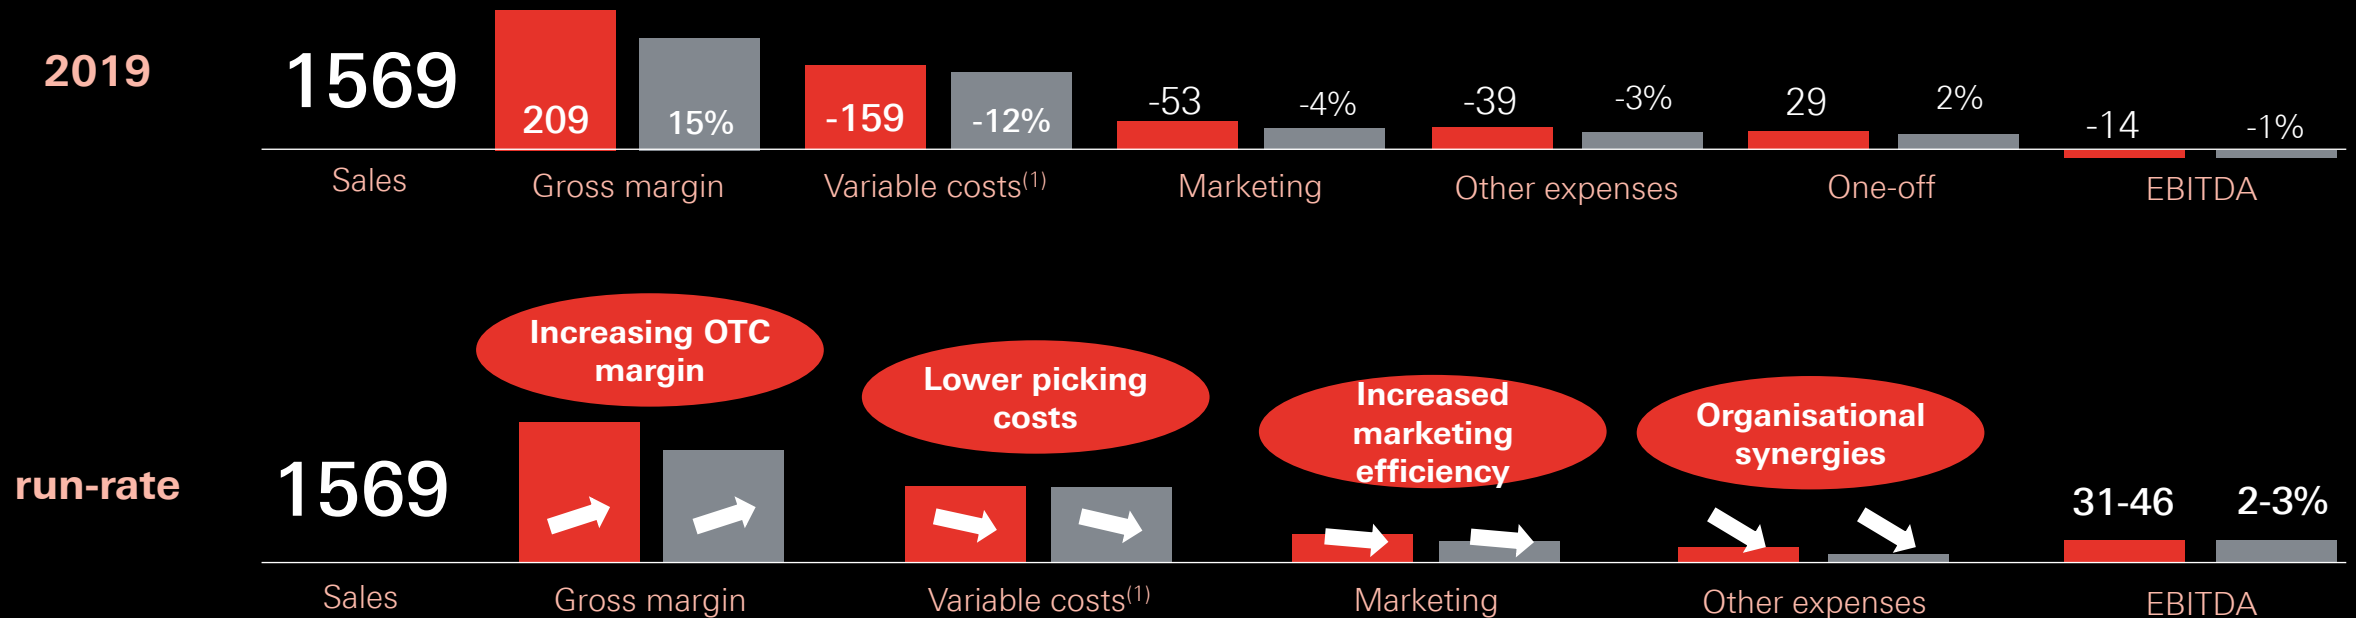 2019
1569
209
15%
-159
-12%
-53
-4%
-39
-3%
29
2%
-14
-1%
Sales
Gross margin
Variable costs(1)
Marketing
Other expenses
One-off
EBITDA
Increasing OTC
margin
Lower picking
costs
Increased
marketing
efficiency
Organisational
synergies
run-rate
1569
31-46
2-3%
Sales
Gross margin
Variable costs(1)
Marketing
Other expenses
EBITDA